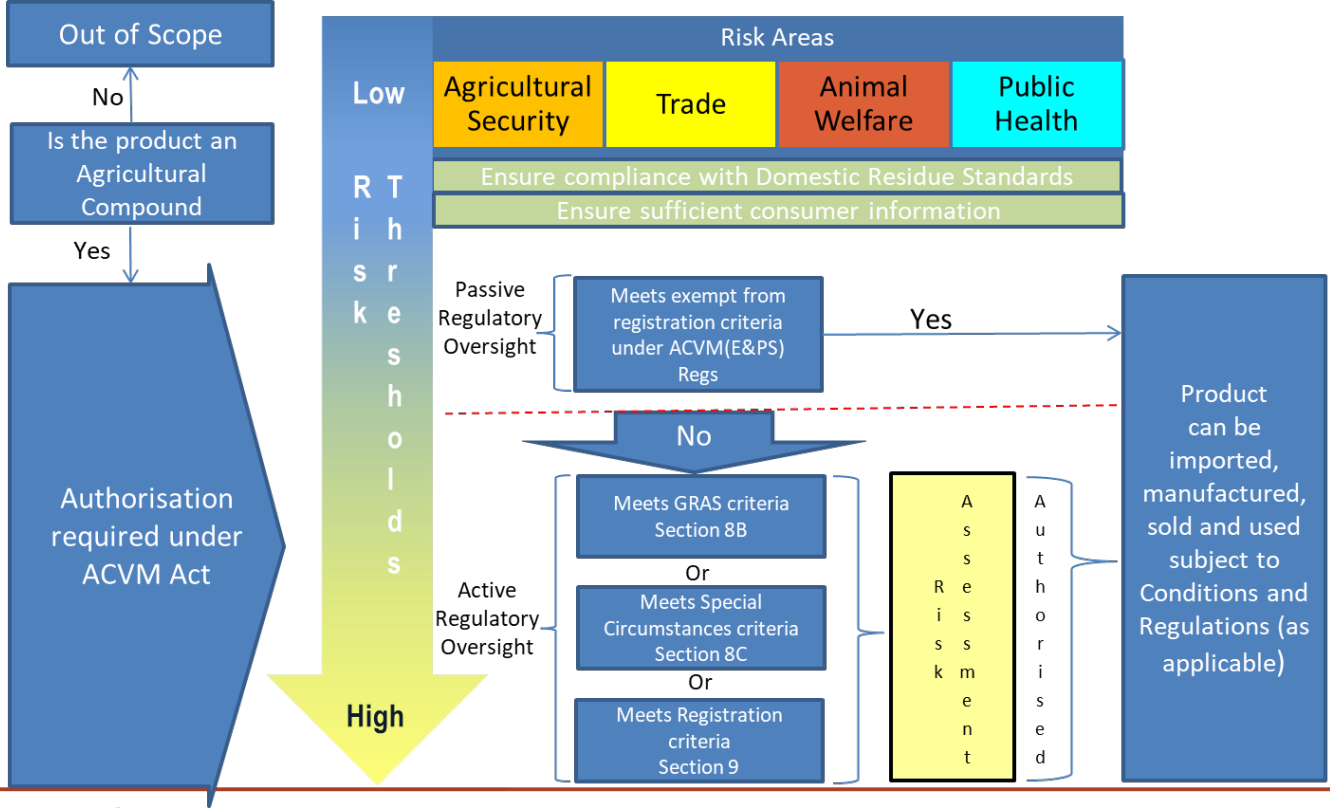 Out of Scope
No
Is the product an
Agricultural
Compound
Yes
Authorisation
required under
ACVM Act
Low
Risk
Thresholds
High
Risk Areas
Agricultural
Security
Trade
Animal
Welfare
Public
Health
Ensure compliance with Domestic Residue Standards
Ensure sufficient consumer information
Passive
Regulatory
Oversight
Meets exempt from
registration criteria
under ACVM(E&PS)
Regs
Yes
No
Active
Regulatory
Oversight
Meets GRAS criteria
Section 8B
Or
Meets Special
Circumstances criteria
Section 8C
Or
Meets Registration
criteria
Section 9
Risk
Assessment
Authorised
Product
can be
imported,
manufactured,
sold and used
subject to
Conditions and
Regulations (as
applicable)